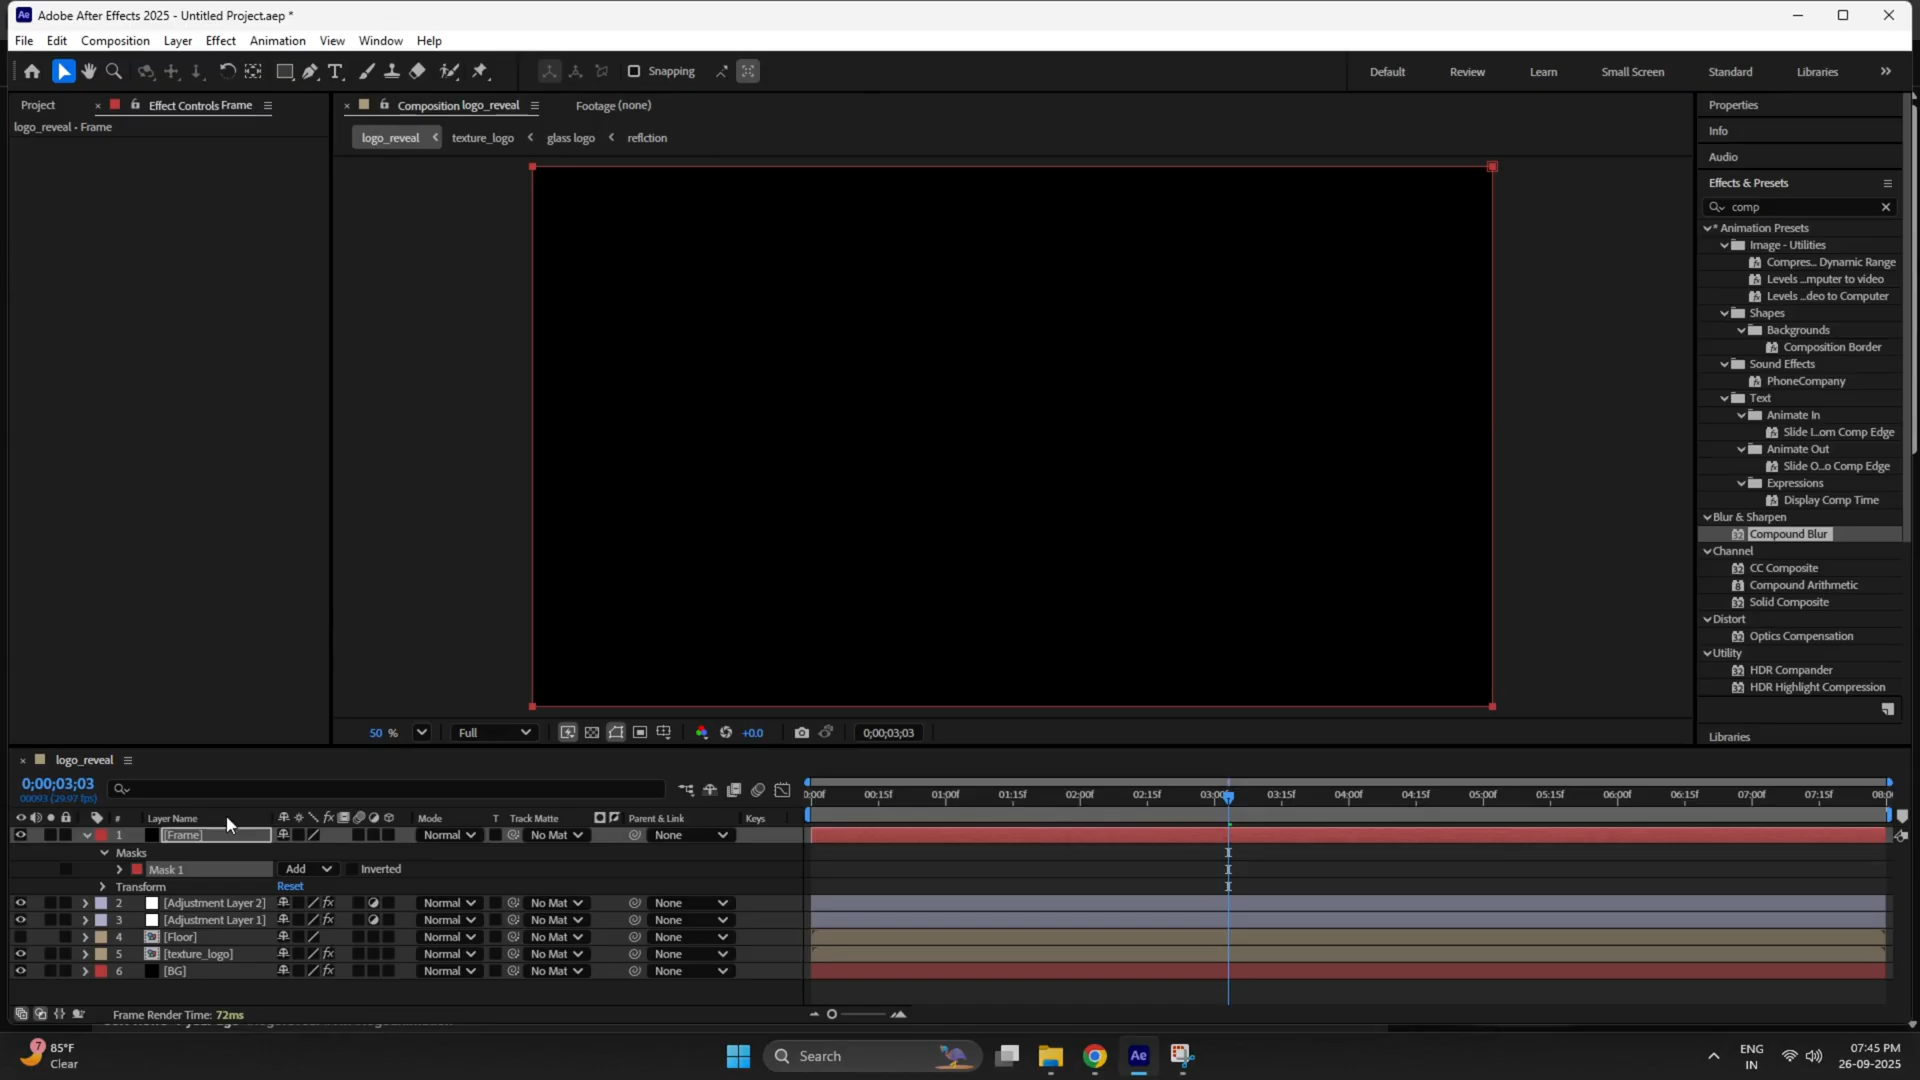 Adobe After Effects 2025 - Untitled Project.aep *
File Edit Composition Layer Effect Animation View Window Help
Snapping Default Review Learn Small Screen Standard Libraries
Project Effect Controls Frame
logo_reveal - Frame
Composition logo_reveal Footage (none)
logo_reveal texture_logo glass logo reflction
50 % Full +0.0 0;00;03;03
Properties
Info
Audio
Effects & Presets
comp
* Animation Presets
Image - Utilities
Compres... Dynamic Range
Levels ...mputer to video
Levels ...deo to Computer
Shapes
Backgrounds
Composition Border
Sound Effects
PhoneCompany
Text
Animate In
Slide I...om Comp Edge
Animate Out
Slide O...o Comp Edge
Expressions
Display Comp Time
Blur & Sharpen
Compound Blur
Channel
CC Composite
Compound Arithmetic
Solid Composite
Distort
Optics Compensation
Utility
HDR Compander
HDR Highlight Compression
Libraries
logo_reveal
0;00;03;03
00093 (29.97 fps)
0:00f 00:15f 01:00f 01:15f 02:00f 02:15f 03:00f 03:15f 04:00f 04:15f 05:00f 05:15f 06:00f 06:15f 07:00f 07:15f 08:0
# Layer Name Mode T Track Matte Parent & Link Keys
1 [Frame] Normal No Mat None
Masks
Mask 1 Add Inverted
Transform Reset
2 [Adjustment Layer 2] fx Normal No Mat None
3 [Adjustment Layer 1] fx Normal No Mat None
4 [Floor] Normal No Mat None
5 [texture_logo] fx Normal No Mat None
6 [BG] fx Normal No Mat None
Frame Render Time: 72ms
7 85°F
Clear
Search
Ae
ENG
IN
07:45 PM
26-09-2025